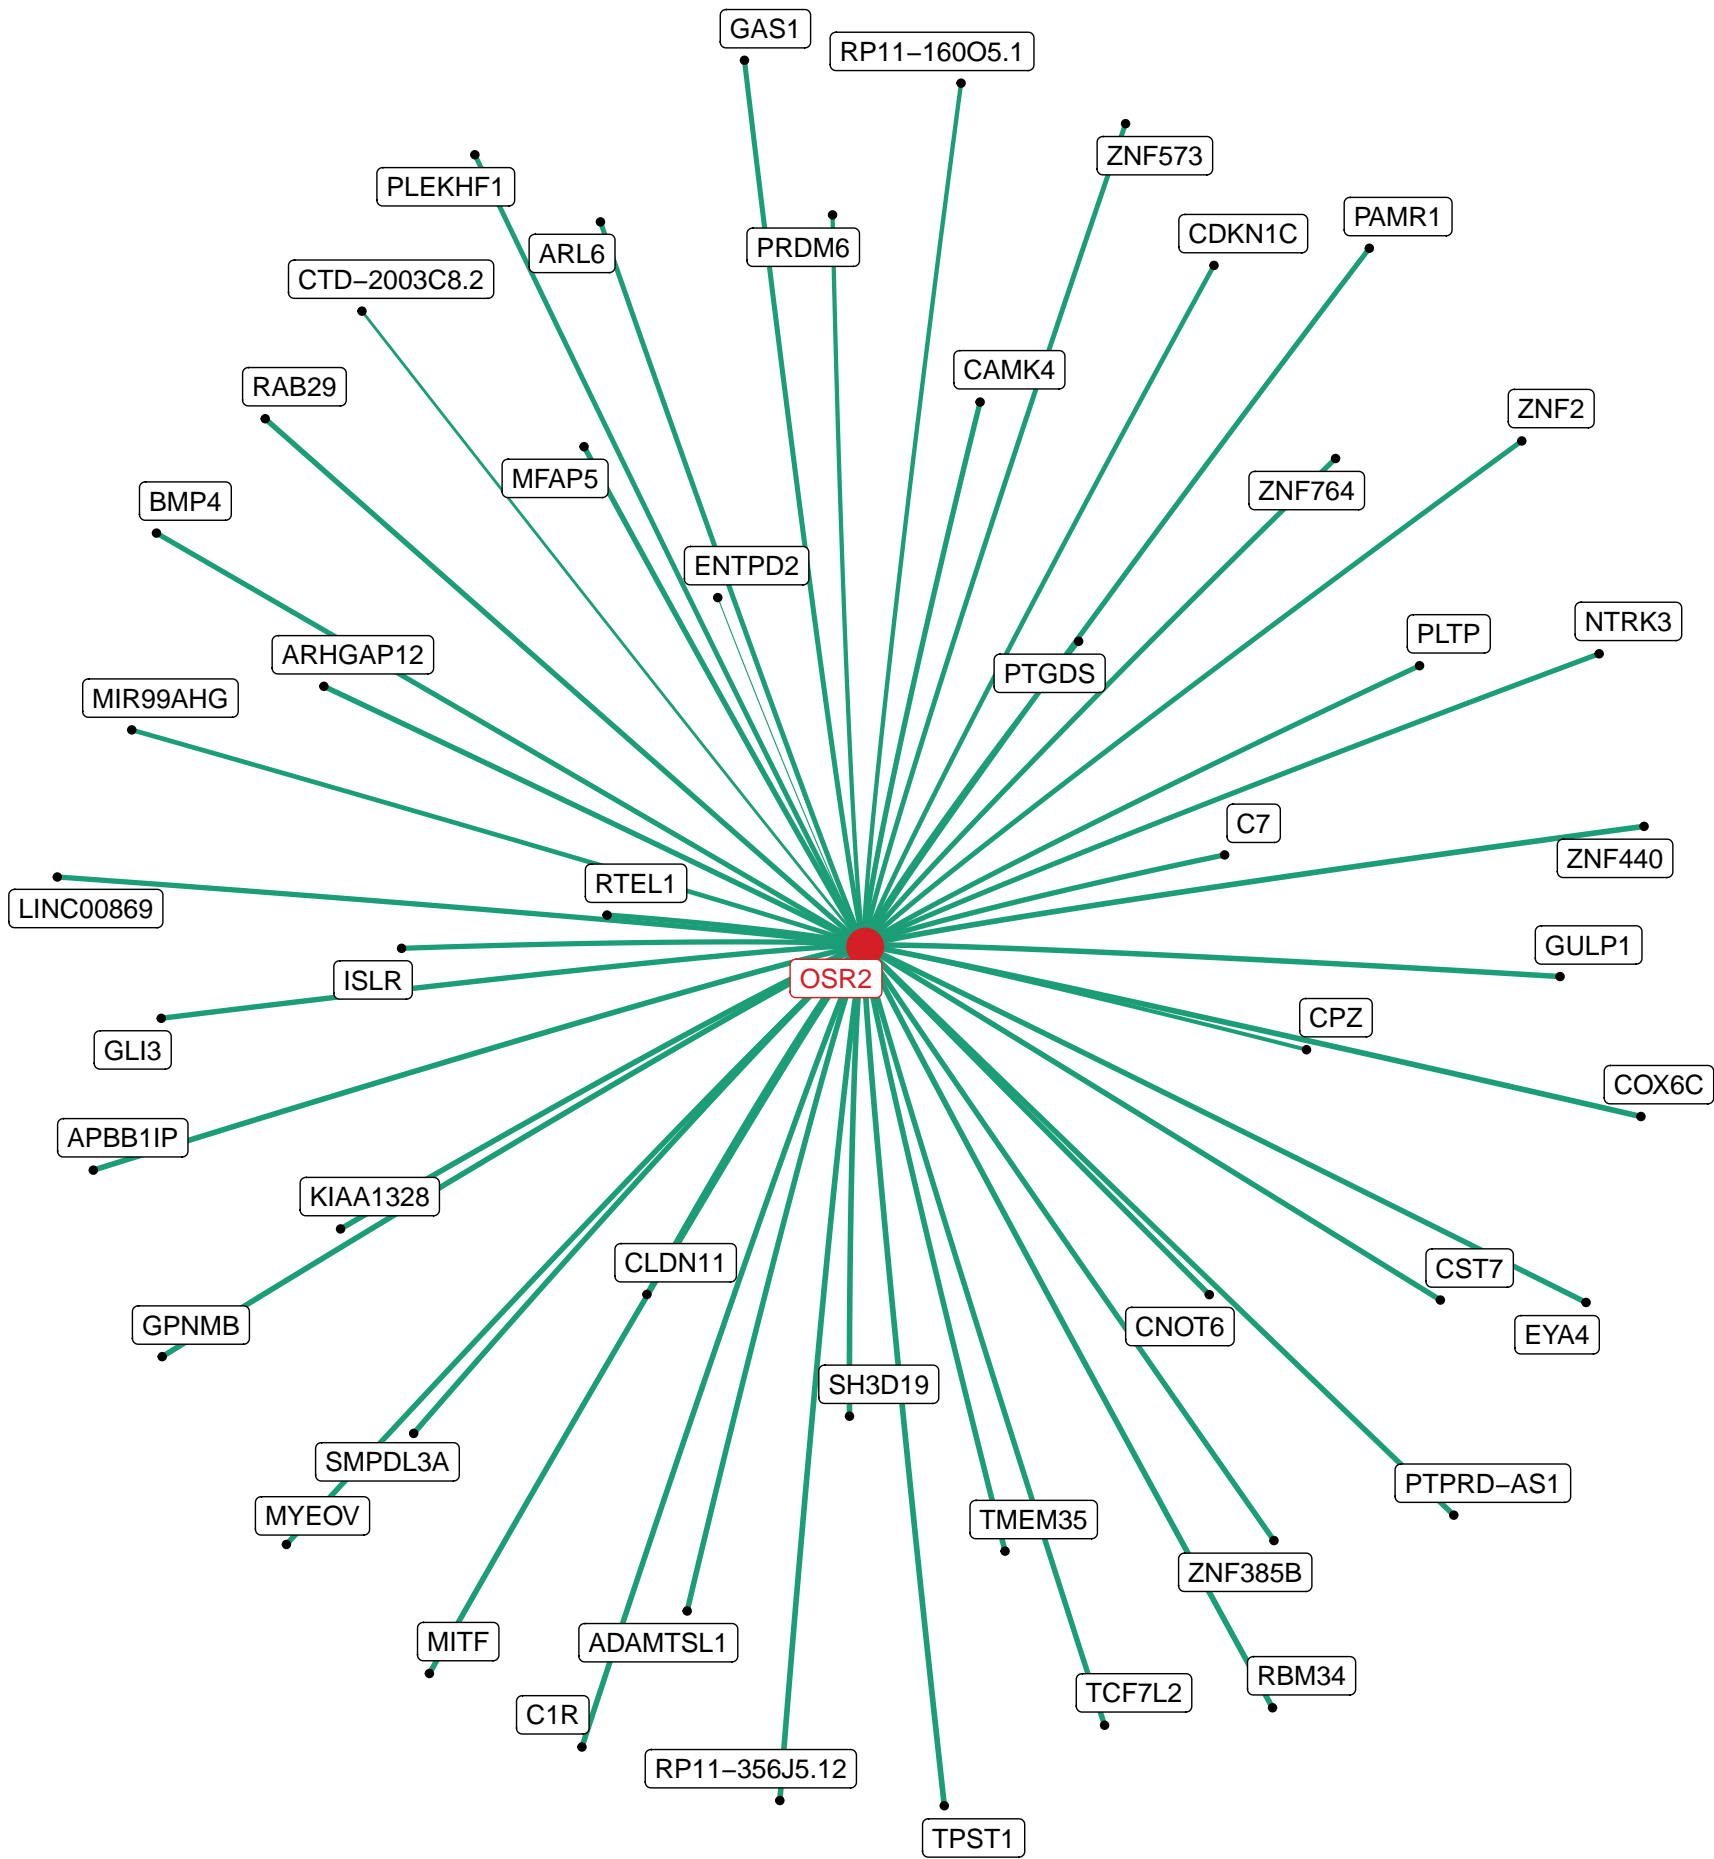 GAS1
RP11−160O5.1
ZNF573
PLEKHF1
PAMR1
CDKN1C
PRDM6
ARL6
CTD−2003C8.2
CAMK4
RAB29
ZNF2
MFAP5
ZNF764
BMP4
ENTPD2
NTRK3
PLTP
ARHGAP12
PTGDS
MIR99AHG
C7
ZNF440
RTEL1
LINC00869
GULP1
OSR2
ISLR
CPZ
GLI3
COX6C
APBB1IP
KIAA1328
CLDN11
CST7
GPNMB
CNOT6
EYA4
SH3D19
SMPDL3A
PTPRD−AS1
MYEOV
TMEM35
ZNF385B
MITF
ADAMTSL1
RBM34
TCF7L2
C1R
RP11−356J5.12
TPST1